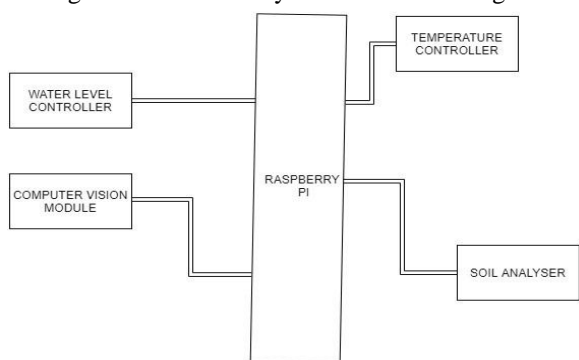 TEMPERATURE
CONTROLLER
WATER LEVEL
CONTROLLER
RASPBERRY
PI
COMPUTER VISION
MODULE
SOIL ANALYSER